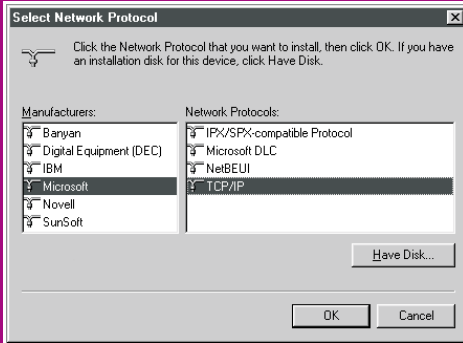 Select Network Protocol
Click the Network Protocol that you want to install, then click OK. If you have
an installation disk for this device, click Have Disk.
Manufacturers:
Banyan
Digital Equipment (DEC)
IBM
Microsoft
Novell
SunSoft
Network Protocols:
IPX/SPX-compatible Protocol
Microsoft DLC
NetBEUI
TCP/IP
Have Disk...
OK
Cancel